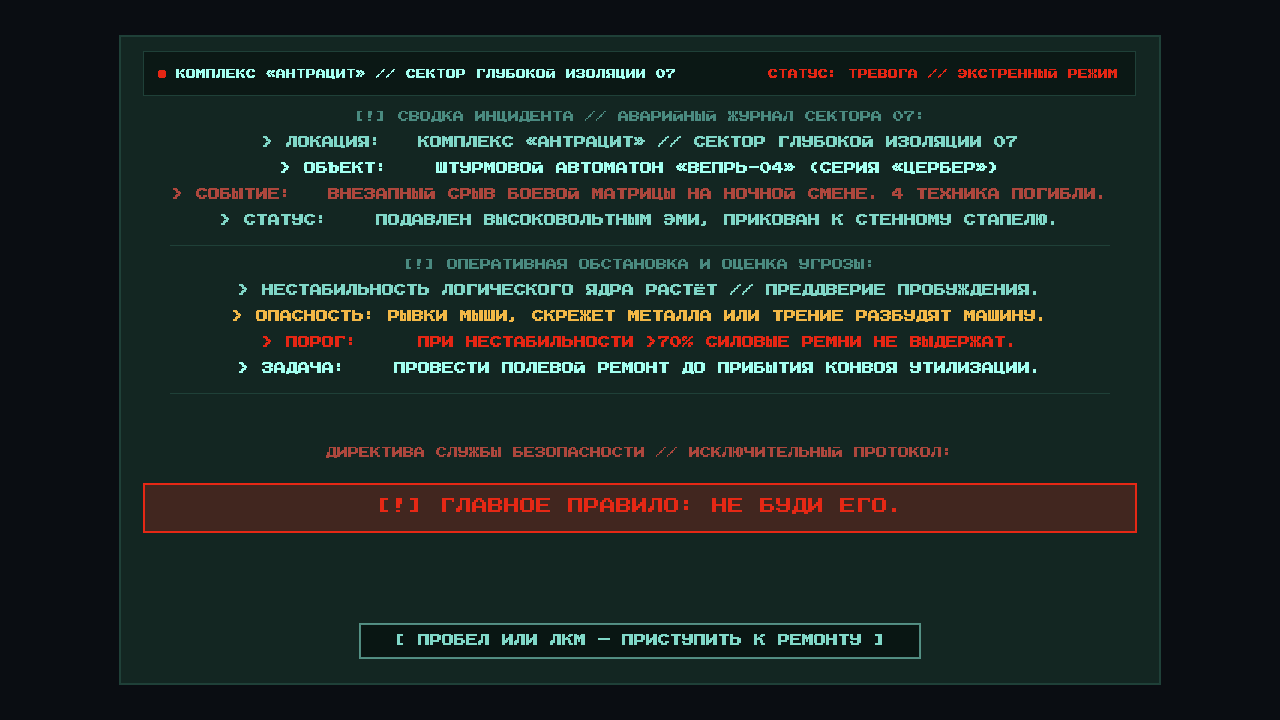 КОМПЛЕКС «АНТРАЦИТ» // СЕКТОР ГЛУБОКОЙ ИЗОЛЯЦИИ 07
СТАТУС: ТРЕВОГА // ЭКСТРЕННЫЙ РЕЖИМ
[!] СВОДКА ИНЦИДЕНТА // АВАРИЙНЫЙ ЖУРНАЛ СЕКТОРА 07:
> ЛОКАЦИЯ: КОМПЛЕКС «АНТРАЦИТ» // СЕКТОР ГЛУБОКОЙ ИЗОЛЯЦИИ 07
> ОБЪЕКТ: ШТУРМОВОЙ АВТОМАТОН «ВЕПРЬ-04» (СЕРИЯ «ЦЕРБЕР»)
> СОБЫТИЕ: ВНЕЗАПНЫЙ СРЫВ БОЕВОЙ МАТРИЦЫ НА НОЧНОЙ СМЕНЕ. 4 ТЕХНИКА ПОГИБЛИ.
> СТАТУС: ПОДАВЛЕН ВЫСОКОВОЛЬТНЫМ ЭМИ, ПРИКОВАН К СТЕННОМУ СТАПЕЛЮ.
[!] ОПЕРАТИВНАЯ ОБСТАНОВКА И ОЦЕНКА УГРОЗЫ:
> НЕСТАБИЛЬНОСТЬ ЛОГИЧЕСКОГО ЯДРА РАСТЁТ // ПРЕДДВЕРИЕ ПРОБУЖДЕНИЯ.
> ОПАСНОСТЬ: РЫВКИ МЫШИ, СКРЕЖЕТ МЕТАЛЛА ИЛИ ТРЕНИЕ РАЗБУДЯТ МАШИНУ.
> ПОРОГ: ПРИ НЕСТАБИЛЬНОСТИ >70% СИЛОВЫЕ РЕМНИ НЕ ВЫДЕРЖАТ.
> ЗАДАЧА: ПРОВЕСТИ ПОЛЕВОЙ РЕМОНТ ДО ПРИБЫТИЯ КОНВОЯ УТИЛИЗАЦИИ.
ДИРЕКТИВА СЛУЖБЫ БЕЗОПАСНОСТИ // ИСКЛЮЧИТЕЛЬНЫЙ ПРОТОКОЛ:
[!] ГЛАВНОЕ ПРАВИЛО: НЕ БУДИ ЕГО.
[ ПРОБЕЛ ИЛИ ЛКМ — ПРИСТУПИТЬ К РЕМОНТУ ]